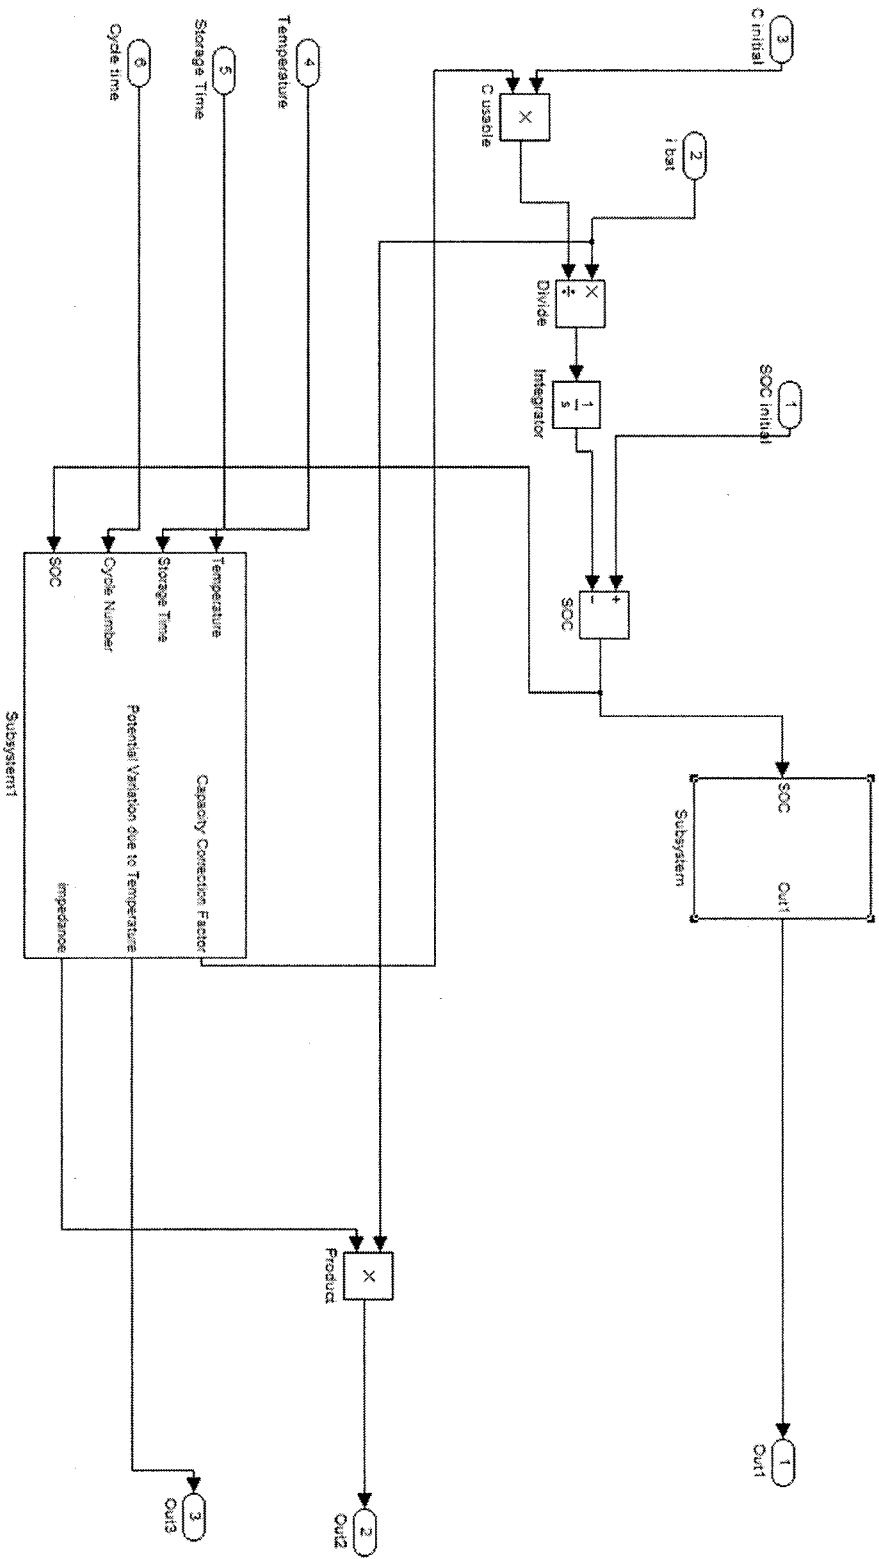 3
C initial
2
i bat
1
SOC initial
×
C usable
×
÷
Divide
1
s
Integrator
+
−
SOC
SOC
Out1
Subsystem
1
Out1
4
Temperature
5
Storage Time
6
Cycle time
Temperature
Storage Time
Cycle Number
SOC
Capacity Correction Factor
Potential Variation due to Temperature
impedance
Subsystem1
×
Product
2
Out2
3
Out3